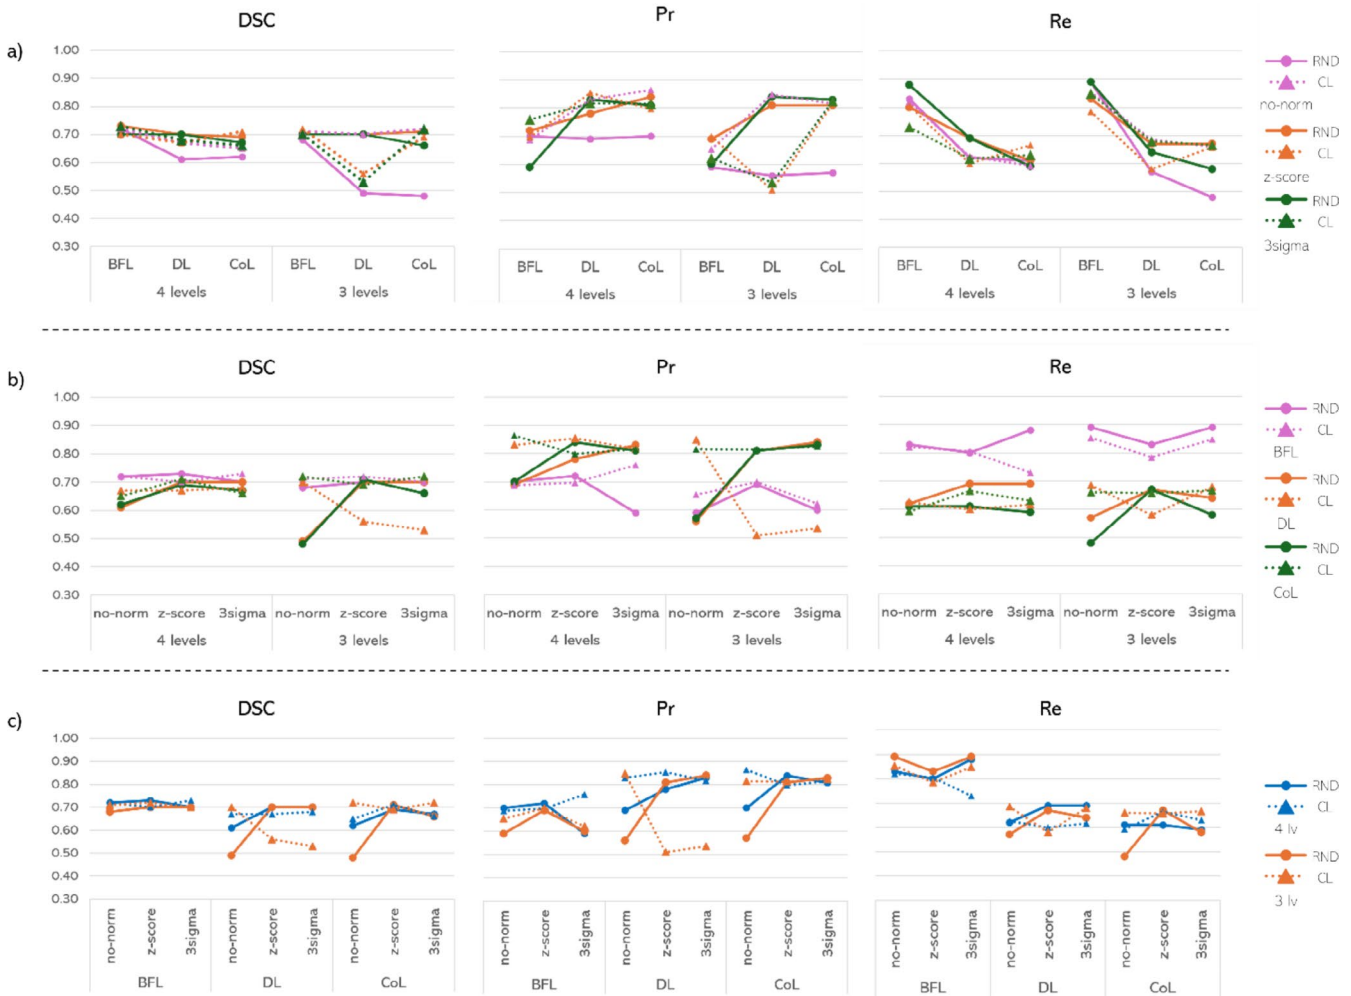 DSC Pr Re
a)
1.00
0.90
0.80
0.70
0.60
0.50
0.40
0.30
BFL DL CoL BFL DL CoL BFL DL CoL BFL DL CoL BFL DL CoL BFL DL CoL
4 levels 3 levels 4 levels 3 levels 4 levels 3 levels
RND
CL
no-norm
RND
CL
z-score
RND
CL
3sigma
DSC Pr Re
b)
1.00
0.90
0.80
0.70
0.60
0.50
0.40
0.30
no-norm z-score 3sigma no-norm z-score 3sigma no-norm z-score 3sigma no-norm z-score 3sigma no-norm z-score 3sigma no-norm z-score 3sigma
4 levels 3 levels 4 levels 3 levels 4 levels 3 levels
RND
CL
BFL
RND
CL
DL
RND
CL
CoL
DSC Pr Re
c)
1.00
0.90
0.80
0.70
0.60
0.50
0.40
0.30
no-norm z-score 3sigma no-norm z-score 3sigma no-norm z-score 3sigma no-norm z-score 3sigma no-norm z-score 3sigma no-norm z-score 3sigma no-norm z-score 3sigma no-norm z-score 3sigma no-norm z-score 3sigma
BFL DL CoL BFL DL CoL BFL DL CoL
RND
CL
4 lv
RND
CL
3 lv